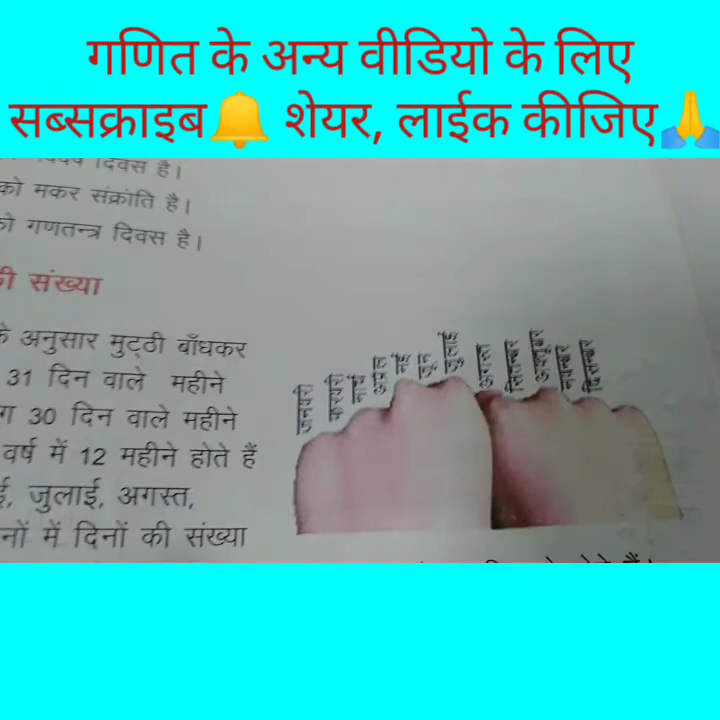 गणित के अन्य वीडियो के लिए
सब्सक्राइब🔔 शेयर, लाईक कीजिए🙏
दिवस है।
को मकर संक्रांति है।
गणतन्त्र दिवस है।
संख्या
अनुसार मुट्ठी बाँधकर
31 दिन वाले महीने
30 दिन वाले महीने
वर्ष में 12 महीने होते हैं
जुलाई, अगस्त,
में दिनों की संख्या
जनवरी
फरवरी
मार्च
अप्रैल
मई
जून
जुलाई
अगस्त
सितम्बर
अक्टूबर
नवम्बर
दिसम्बर